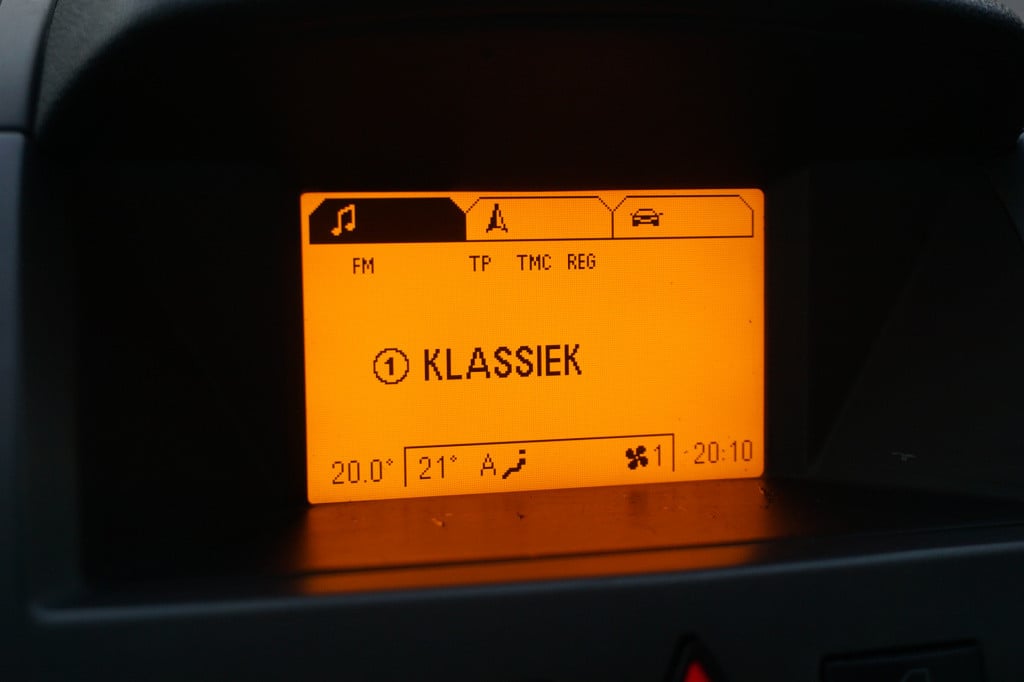 FM TP TMC REG
1 KLASSIEK
20.0° 21° A 1 20:10